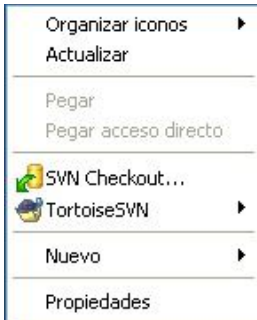 Organizar iconos
Actualizar
Pegar
Pegar acceso directo
SVN Checkout...
TortoiseSVN
Nuevo
Propiedades